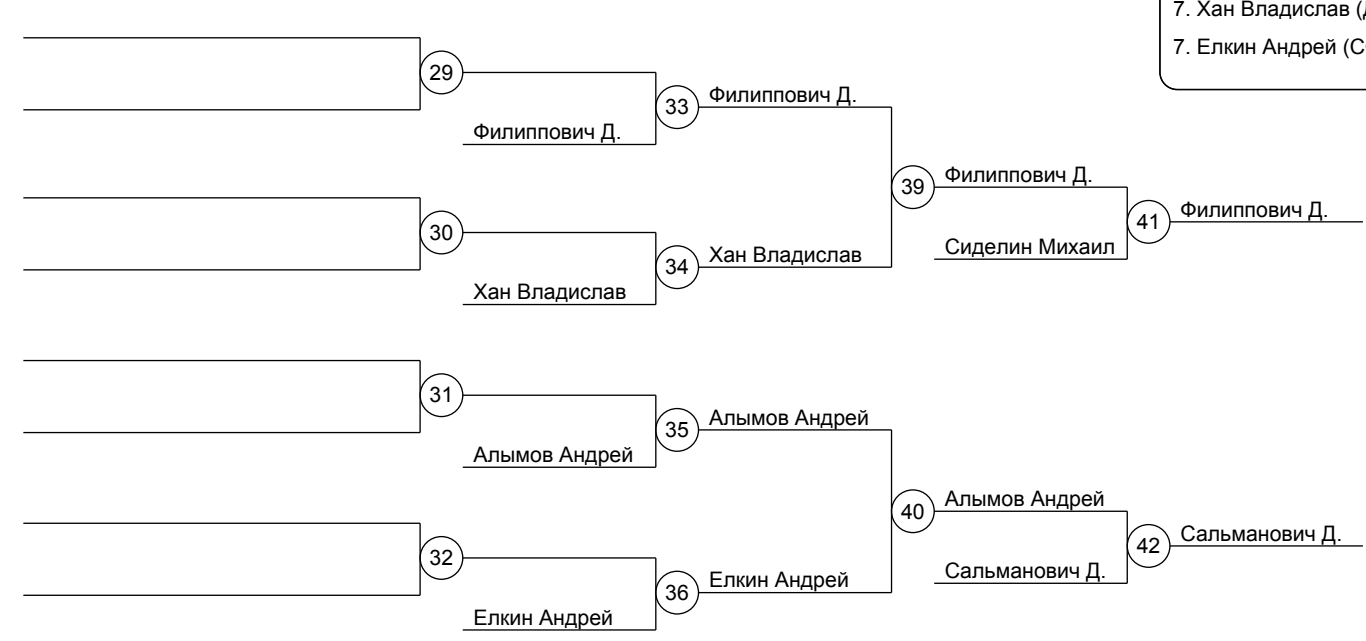 7. Хан Владислав (
7. Елкин Андрей (С
29
33
Филиппович Д.
Филиппович Д.
39
Филиппович Д.
41
Филиппович Д.
30
34
Хан Владислав
Сиделин Михаил
Хан Владислав
31
35
Алымов Андрей
Алымов Андрей
40
Алымов Андрей
42
Сальманович Д.
32
36
Елкин Андрей
Сальманович Д.
Елкин Андрей